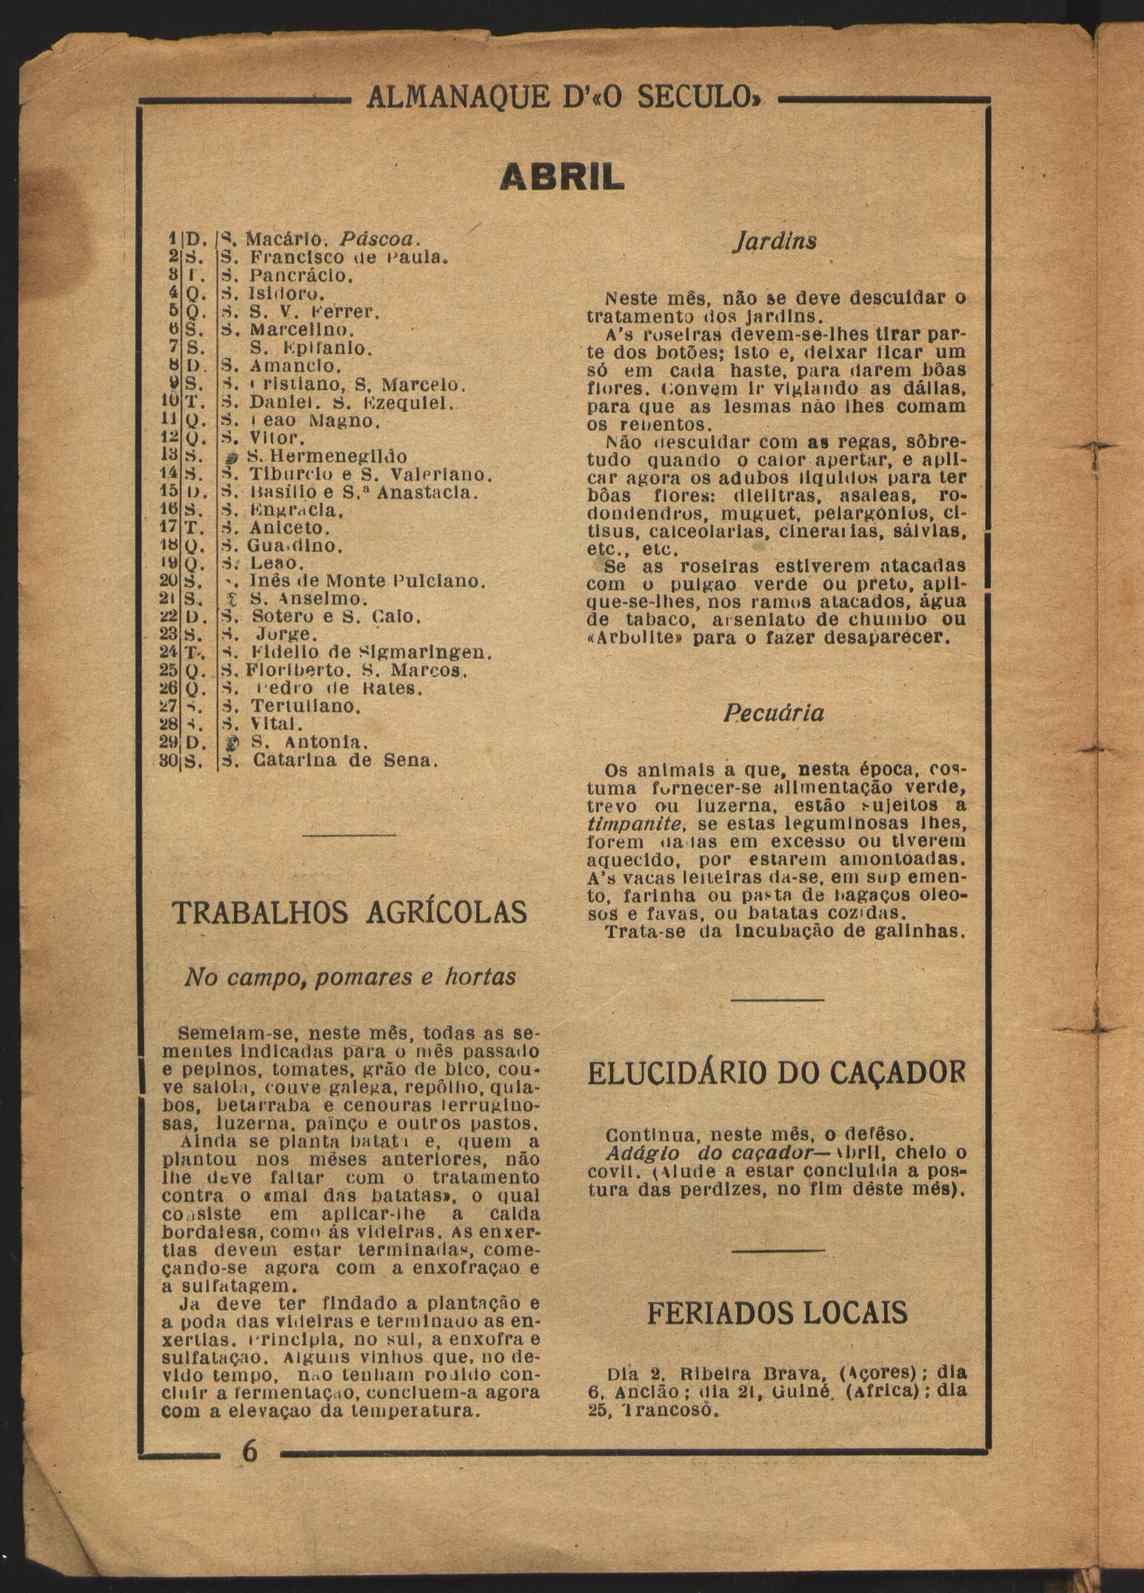 ALMANAQUE D'«O SECULO»
ABRIL
1 D. S. Macário. Páscoa.
2 S. S. Francisco de Paula.
3 T. S. Pancrácio.
4 Q. S. Isidoro.
5 Q. S. S. V. Ferrer.
6 S. S. Marcelino.
7 S. S. Epifanio.
8 D. S. Amancio.
9 S. S. Cristiano, S. Marcelo.
10 T. S. Daniel. S. Ezequiel.
11 Q. S. Leao Magno.
12 Q. S. Vitor.
13 S. S. Hermenegildo
14 S. S. Tiburcio e S. Valeriano.
15 D. S. Basílio e S.ª Anastacia.
16 S. S. Engracia.
17 T. S. Aniceto.
18 Q. S. Gualdino.
19 Q. S. Leao.
20 S. S. Inês de Monte Pulciano.
21 S. S. Anselmo.
22 D. S. Sotero e S. Caio.
23 S. S. Jorge.
24 T. S. Fidelio de Sigmaringen.
25 Q. S. Floriberto. S. Marcos.
26 Q. S. Pedro de Rates.
27 S. S. Tertuliano.
28 S. S. Vital.
29 D. S. Antonia.
30 S. S. Catarina de Sena.
TRABALHOS AGRÍCOLAS
No campo, pomares e hortas
Semeiam-se, neste mês, todas as se-
mentes indicadas para o mês passado
e pepinos, tomates, grão de bico, cou-
ve saloia, couve galega, repôlho, quia-
bos, betarraba e cenouras ferrugino-
sas, luzerna, painço e outros pastos.
Ainda se planta batata e, quem a
plantou nos mêses anteriores, não
lhe deve faltar com o tratamento
contra o «mal das batatas», o qual
consiste em aplicar-lhe a calda
bordalesa, como ás videiras. As enxer-
tias devem estar terminadas, come-
çando-se agora com a enxofraçao e
a sulfatagem.
Ja deve ter findado a plantação e
a poda das videiras e terminado as en-
xertias. Principia, no sul, a enxofra e
sulfataçao. Alguns vinhos que, no de-
vido tempo, nao tenham podido con-
cluir a fermentaçao, concluem-a agora
com a elevaçao da temperatura.
Jardins
Neste mês, não se deve descuidar o
tratamento dos jardins.
A's roseiras devem-se-lhes tirar par-
te dos botões; isto e, deixar ficar um
só em cada haste, para darem bôas
flores. Convem ir vigiando as dálias,
para que as lesmas não lhes comam
os rebentos.
Não descuidar com as regas, sôbre-
tudo quando o calor apertar, e apli-
car agora os adubos liquidos para ter
bôas flores: dielitras, asaleas, ro-
dondendros, muguet, pelargónios, ci-
tisus, calceolarias, cinerarias, sálvias,
etc., etc.
Se as roseiras estiverem atacadas
com o pulgao verde ou preto, apli-
que-se-lhes, nos ramos atacados, água
de tabaco, arseniato de chumbo ou
«Arbolite» para o fazer desaparecer.
Pecuária
Os animais a que, nesta época, cos-
tuma fornecer-se alimentação verde,
trevo ou luzerna, estão sujeitos a
timpanite, se estas leguminosas lhes,
forem dadas em excesso ou tiverem
aquecido, por estarem amontoadas.
A's vacas leiteiras da-se, em sup emen-
to, farinha ou pasta de bagaços oleo-
sos e favas, ou batatas cozidas.
Trata-se da incubação de galinhas.
ELUCIDÁRIO DO CAÇADOR
Continua, neste mês, o defêso.
Adágio do caçador—Abril, cheio o
covil. (Alude a estar concluida a pos-
tura das perdizes, no fim dêste mês).
FERIADOS LOCAIS
Dia 2, Ribeira Brava, (Açores); dia
6, Ancião; dia 21, Guiné, (Africa); dia
25, Trancosô.
6